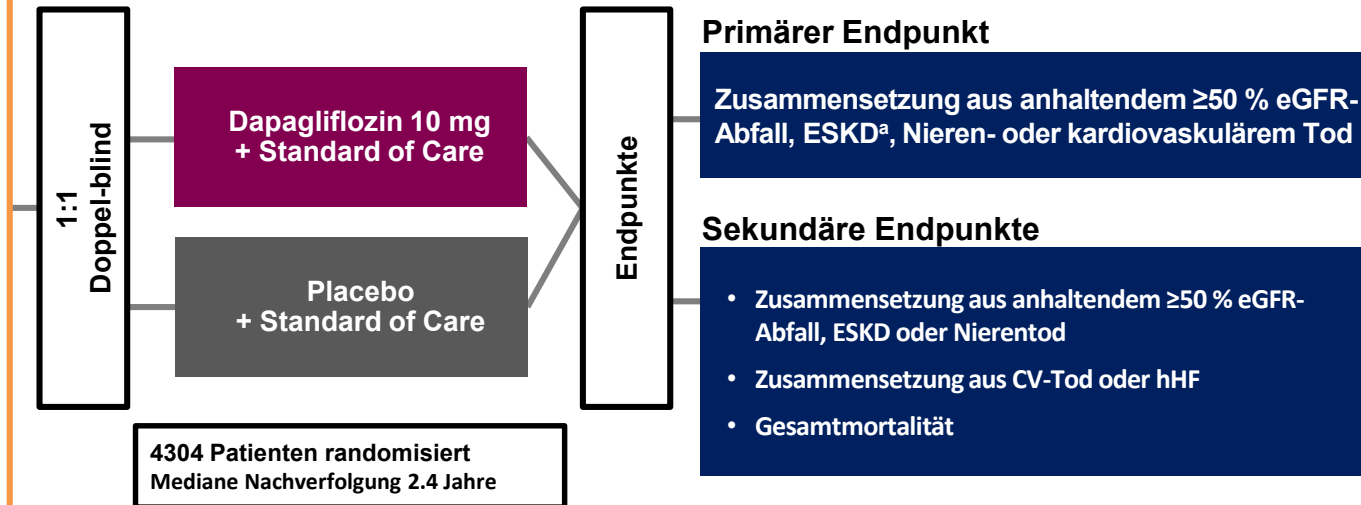 1:1
Doppel-blind
Dapagliflozin 10 mg
+ Standard of Care
Placebo
+ Standard of Care
4304 Patienten randomisiert
Mediane Nachverfolgung 2.4 Jahre
Endpunkte
Primärer Endpunkt
Zusammensetzung aus anhaltendem ≥50 % eGFR-
Abfall, ESKDᵃ, Nieren- oder kardiovaskulärem Tod
Sekundäre Endpunkte
• Zusammensetzung aus anhaltendem ≥50 % eGFR-
Abfall, ESKD oder Nierentod
• Zusammensetzung aus CV-Tod oder hHF
• Gesamtmortalität